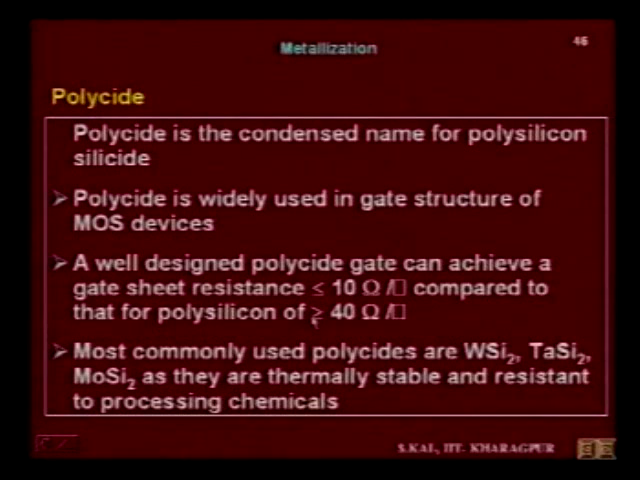 46
Metallization
Polycide
Polycide is the condensed name for polysilicon
silicide
➢ Polycide is widely used in gate structure of
MOS devices
➢ A well designed polycide gate can achieve a
gate sheet resistance ≤ 10 Ω /□ compared to
that for polysilicon of ≥ 40 Ω /□
➢ Most commonly used polycides are WSi₂, TaSi₂,
MoSi₂ as they are thermally stable and resistant
to processing chemicals
S.KAL, IIT- KHARAGPUR